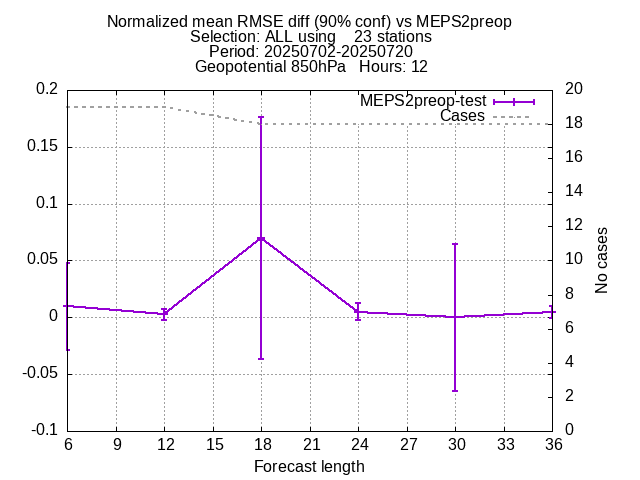 Normalized mean RMSE diff (90% conf) vs MEPS2preop
Selection: ALL using    23 stations
Period: 20250702-20250720
Geopotential 850hPa   Hours: 12
MEPS2preop-test
Cases
0.2
0.15
0.1
0.05
0
-0.05
-0.1
20
18
16
14
12
10
8
6
4
2
0
No cases
6 9 12 15 18 21 24 27 30 33 36
Forecast length